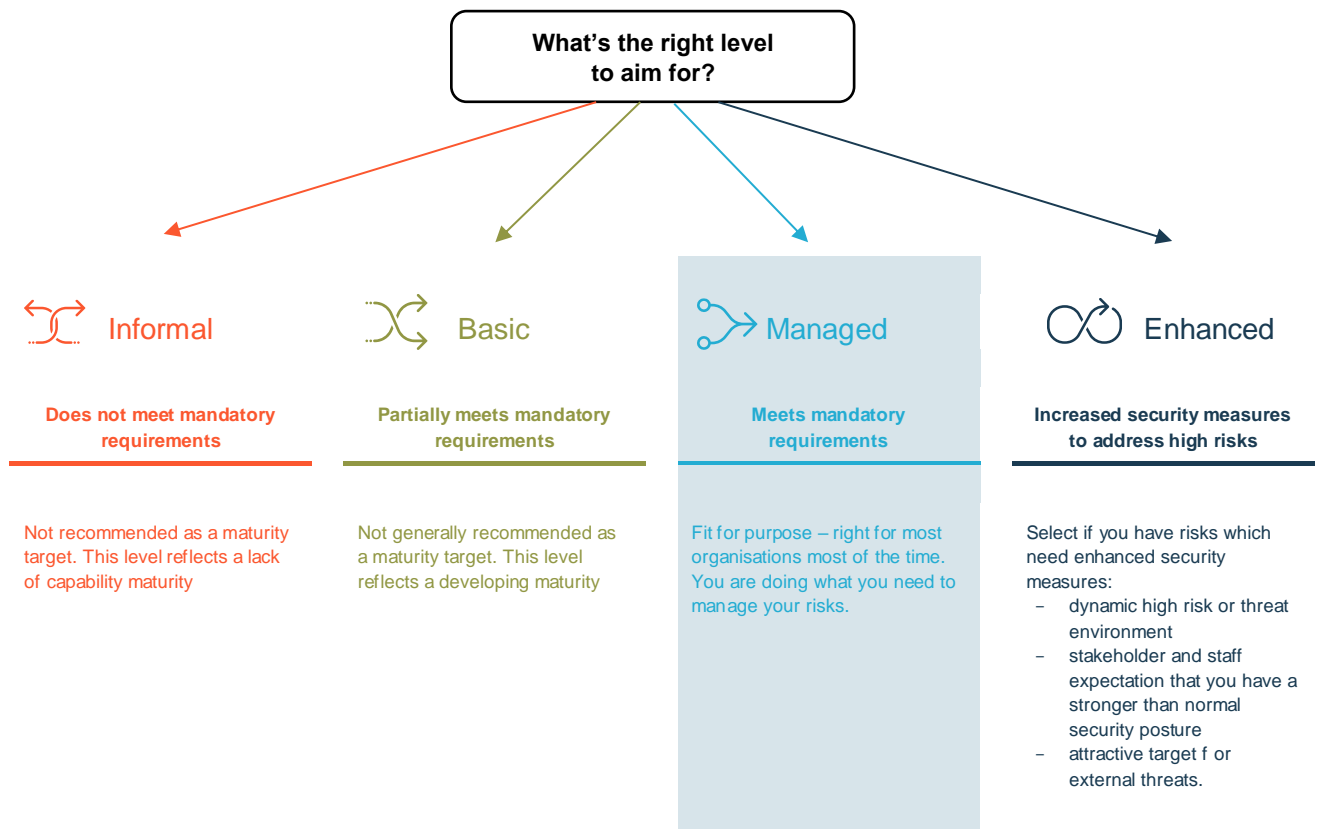 What’s the right level
to aim for?
Informal
Does not meet mandatory
requirements
Not recommended as a maturity
target. This level reflects a lack
of capability maturity
Basic
Partially meets mandatory
requirements
Not generally recommended as
a maturity target. This level
reflects a developing maturity
Managed
Meets mandatory
requirements
Fit for purpose – right for most
organisations most of the time.
You are doing what you need to
manage your risks.
Enhanced
Increased security measures
to address high risks
Select if you have risks which
need enhanced security
measures:
– dynamic high risk or threat
environment
– stakeholder and staff
expectation that you have a
stronger than normal
security posture
– attractive target f or
external threats.